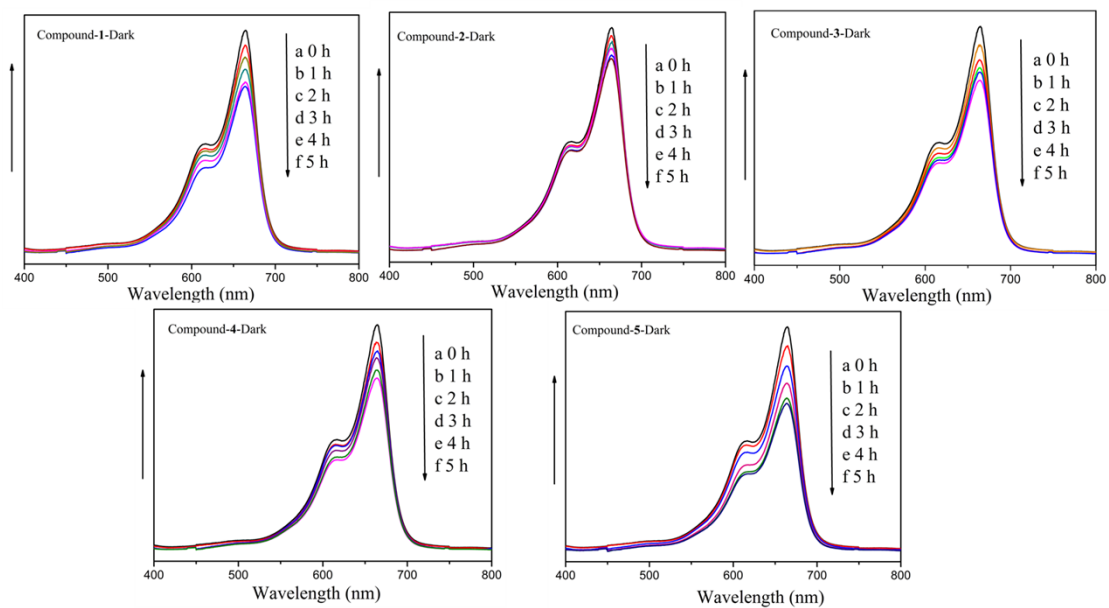 Compound-1-Dark
a 0 h
b 1 h
c 2 h
d 3 h
e 4 h
f 5 h
400 500 600 700 800
Wavelength (nm)
Compound-2-Dark
a 0 h
b 1 h
c 2 h
d 3 h
e 4 h
f 5 h
400 500 600 700 800
Wavelength (nm)
Compound-3-Dark
a 0 h
b 1 h
c 2 h
d 3 h
e 4 h
f 5 h
400 500 600 700 800
Wavelength (nm)
Compound-4-Dark
a 0 h
b 1 h
c 2 h
d 3 h
e 4 h
f 5 h
400 500 600 700 800
Wavelength (nm)
Compound-5-Dark
a 0 h
b 1 h
c 2 h
d 3 h
e 4 h
f 5 h
400 500 600 700 800
Wavelength (nm)